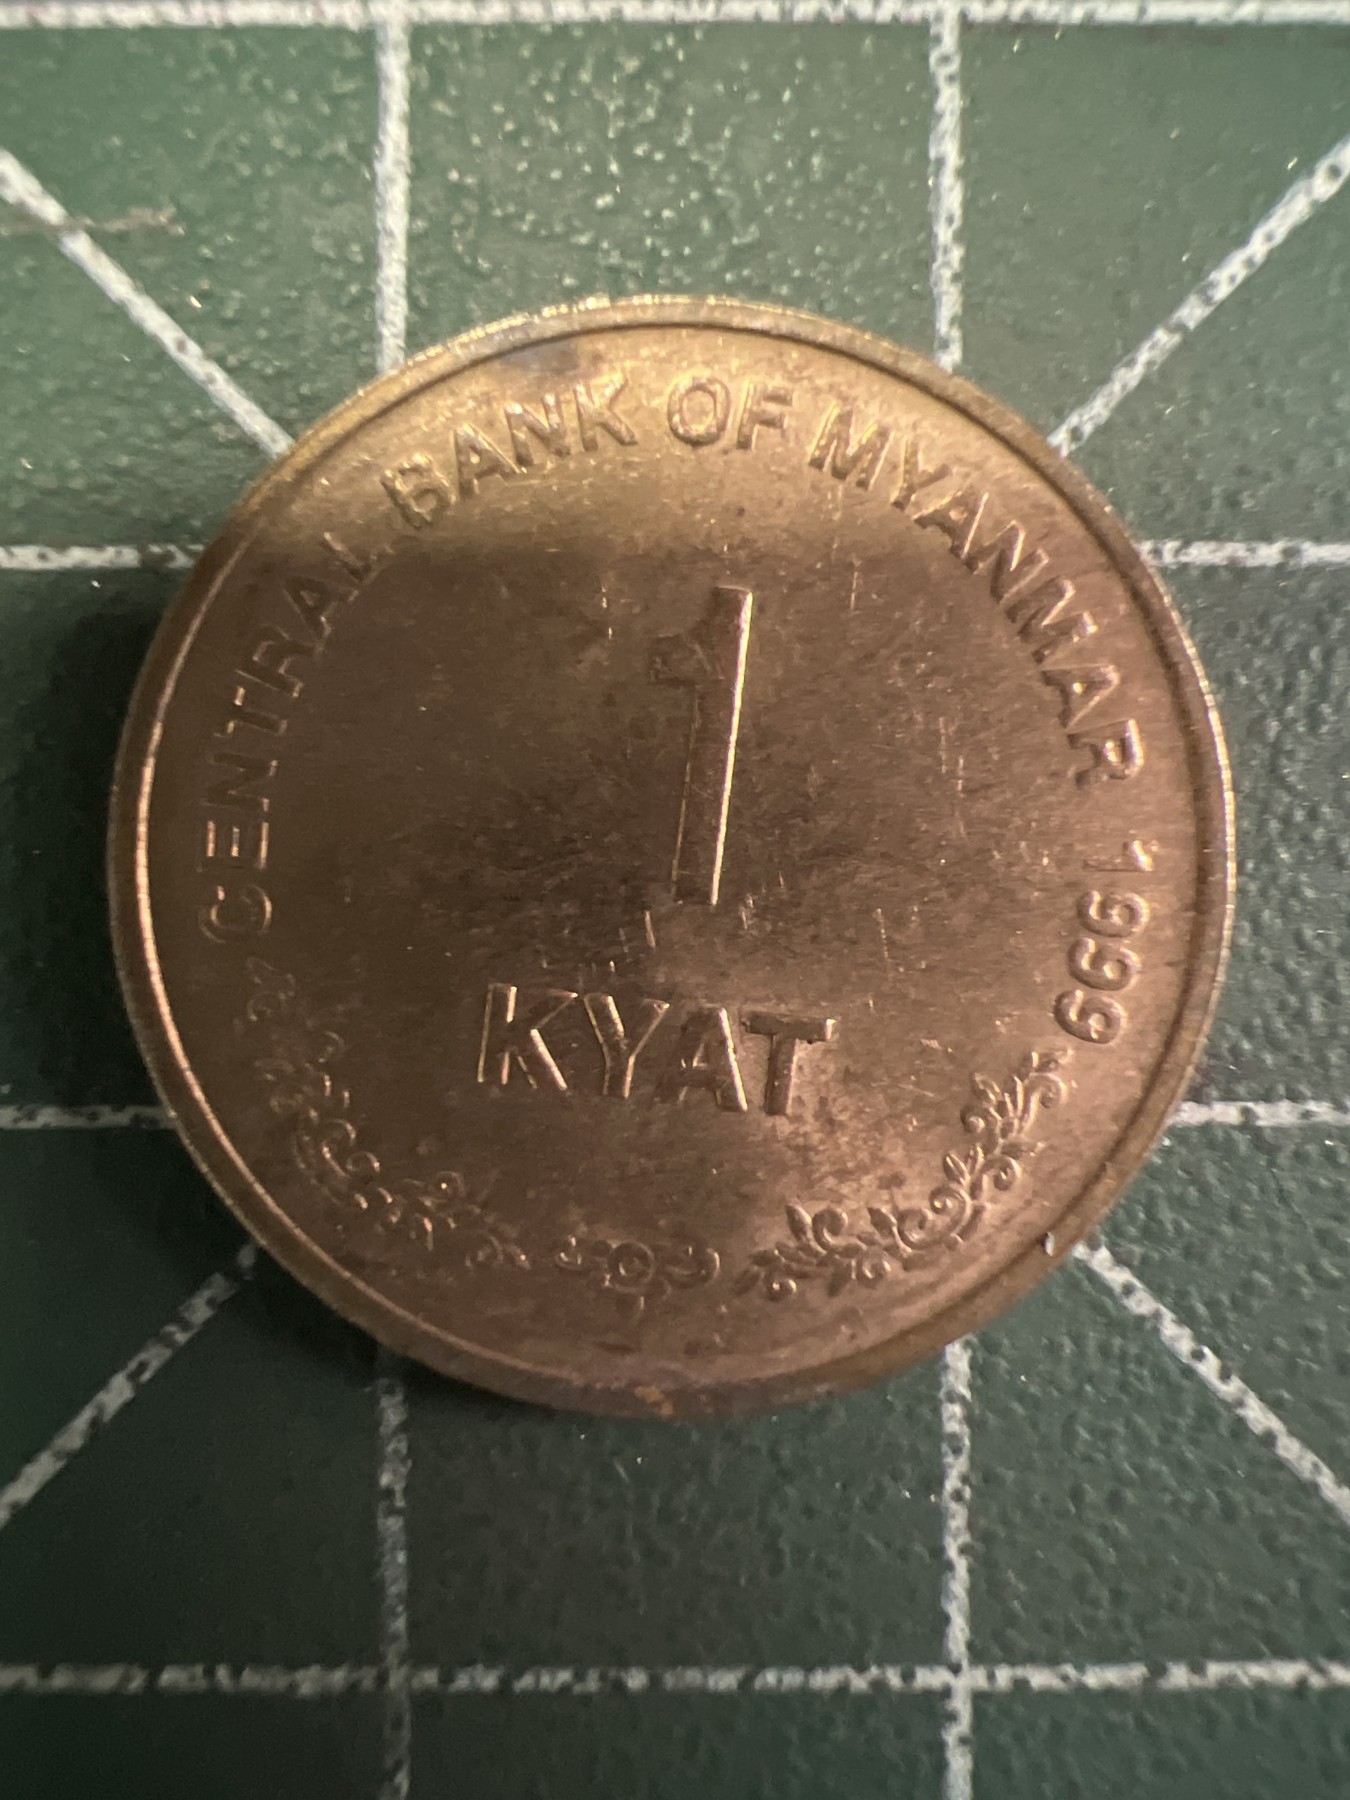 CENTRAL BANK OF MYANMAR 1999
1
KYAT